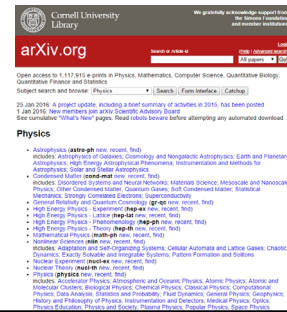 Cornell University
Library
We gratefully acknowledge support from
the Simons Foundation
and member institutions
arXiv.org
Login
Search or Article-id
Help | Advanced search
All papers
Go!
Open access to 1,117,915 e-prints in Physics, Mathematics, Computer Science, Quantitative Biology,
Quantitative Finance and Statistics
Subject search and browse: Physics Search Form Interface Catchup
25 Jan 2016: A project update, including a brief summary of activities in 2015, has been posted
1 Jan 2016: New members join arXiv Scientific Advisory Board
See cumulative "What's New" pages. Read robots beware before attempting any automated download
Physics
Astrophysics (astro-ph new, recent, find)
includes: Astrophysics of Galaxies; Cosmology and Nongalactic Astrophysics; Earth and Planetary
Astrophysics; High Energy Astrophysical Phenomena; Instrumentation and Methods for
Astrophysics; Solar and Stellar Astrophysics
Condensed Matter (cond-mat new, recent, find)
includes: Disordered Systems and Neural Networks; Materials Science; Mesoscale and Nanoscale
Physics; Other Condensed Matter; Quantum Gases; Soft Condensed Matter; Statistical
Mechanics; Strongly Correlated Electrons; Superconductivity
General Relativity and Quantum Cosmology (gr-qc new, recent, find)
High Energy Physics - Experiment (hep-ex new, recent, find)
High Energy Physics - Lattice (hep-lat new, recent, find)
High Energy Physics - Phenomenology (hep-ph new, recent, find)
High Energy Physics - Theory (hep-th new, recent, find)
Mathematical Physics (math-ph new, recent, find)
Nonlinear Sciences (nlin new, recent, find)
includes: Adaptation and Self-Organizing Systems; Cellular Automata and Lattice Gases; Chaotic
Dynamics; Exactly Solvable and Integrable Systems; Pattern Formation and Solitons
Nuclear Experiment (nucl-ex new, recent, find)
Nuclear Theory (nucl-th new, recent, find)
Physics (physics new, recent, find)
includes: Accelerator Physics; Atmospheric and Oceanic Physics; Atomic Physics; Atomic and
Molecular Clusters; Biological Physics; Chemical Physics; Classical Physics; Computational
Physics; Data Analysis, Statistics and Probability; Fluid Dynamics; General Physics; Geophysics;
History and Philosophy of Physics; Instrumentation and Detectors; Medical Physics; Optics;
Physics Education; Physics and Society; Plasma Physics; Popular Physics; Space Physics